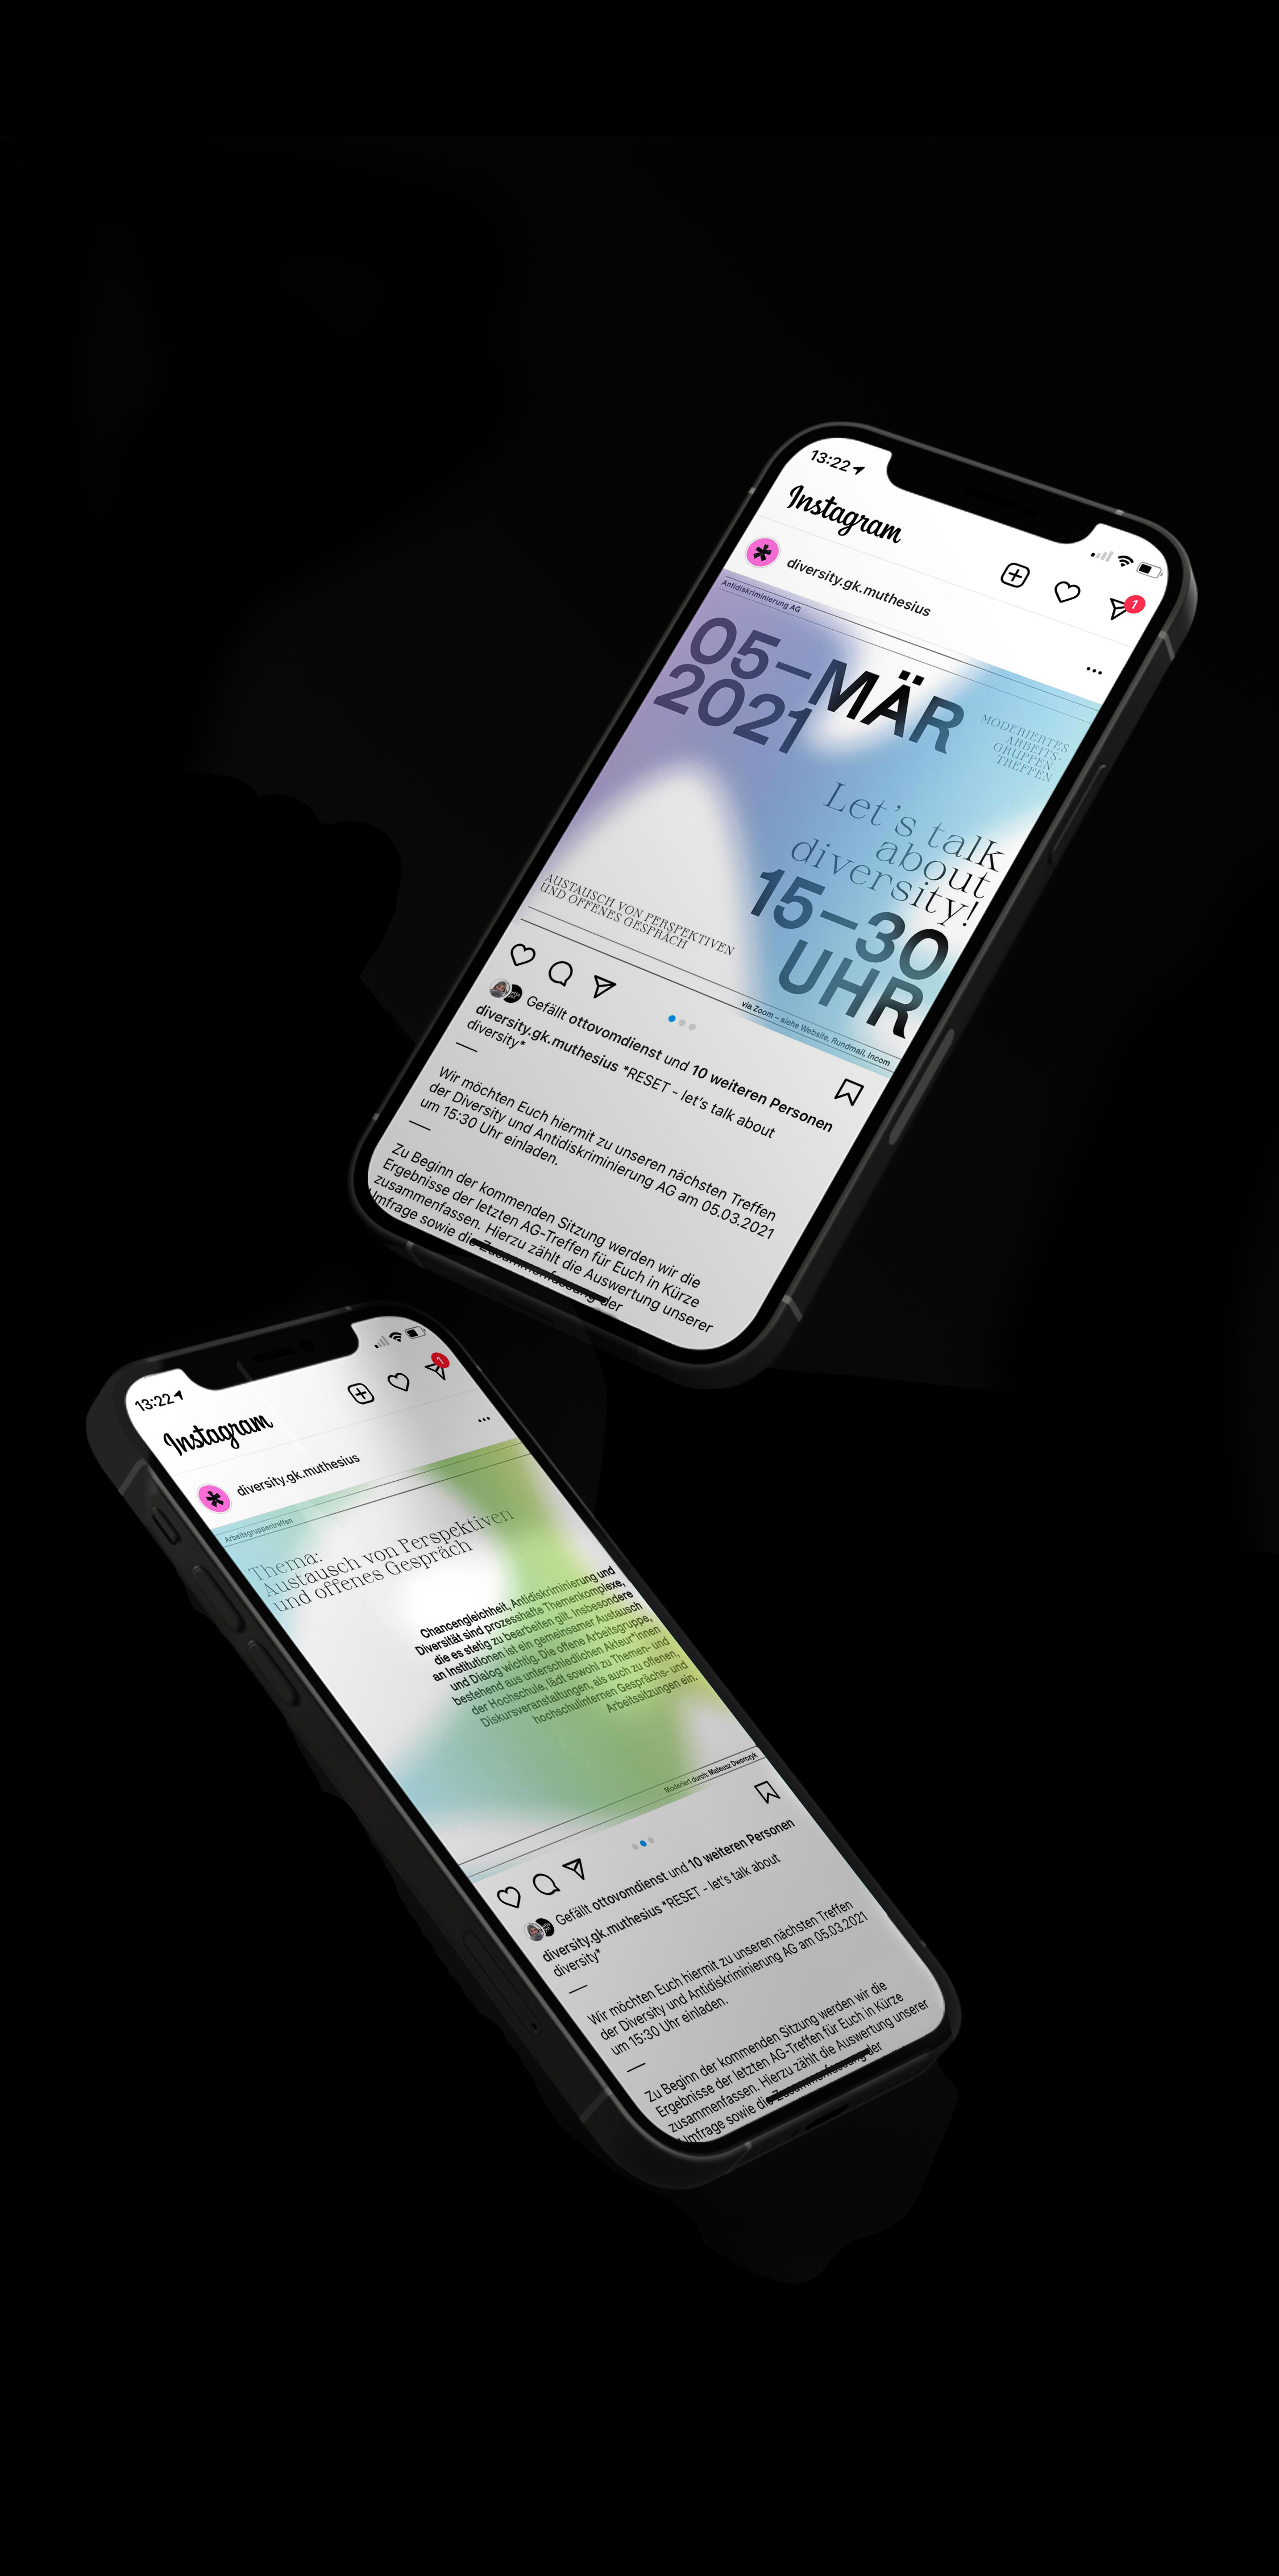 13:22
Instagram
1
diversity.gk.muthesius
Antidiskriminierung AG
05–MÄR
2021
MODERIERTES
ARBEITS-
GRUPPEN-
TREFFEN
Let's talk
about
diversity!
15–30
UHR
AUSTAUSCH VON PERSPEKTIVEN
UND OFFENES GESPRÄCH
via Zoom – siehe Website, Rundmail, Incom
Gefällt ottovomdienst und 10 weiteren Personen
diversity.gk.muthesius *RESET - let's talk about
diversity*
—
Wir möchten Euch hiermit zu unseren nächsten Treffen
der Diversity und Antidiskriminierung AG am 05.03.2021
um 15:30 Uhr einladen.
—
Zu Beginn der kommenden Sitzung werden wir die
Ergebnisse der letzten AG-Treffen für Euch in Kürze
zusammenfassen. Hierzu zählt die Auswertung unserer
Umfrage sowie die Zusammenfassung der
13:22
Instagram
1
diversity.gk.muthesius
Arbeitsgruppentreffen
Thema:
Austausch von Perspektiven
und offenes Gespräch
Chancengleichheit, Antidiskriminierung und
Diversität sind prozesshafte Themenkomplexe,
die es stetig zu bearbeiten gilt. Insbesondere
an Institutionen ist ein gemeinsamer Austausch
und Dialog wichtig. Die offene Arbeitsgruppe,
bestehend aus unterschiedlichen Akteur*innen
der Hochschule, lädt sowohl zu Themen- und
Diskursveranstaltungen, als auch zu offenen,
hochschulinternen Gesprächs- und
Arbeitssitzungen ein.
Moderiert durch: Mateusz Dworczyk
Gefällt ottovomdienst und 10 weiteren Personen
diversity.gk.muthesius *RESET - let's talk about
diversity*
—
Wir möchten Euch hiermit zu unseren nächsten Treffen
der Diversity und Antidiskriminierung AG am 05.03.2021
um 15:30 Uhr einladen.
—
Zu Beginn der kommenden Sitzung werden wir die
Ergebnisse der letzten AG-Treffen für Euch in Kürze
zusammenfassen. Hierzu zählt die Auswertung unserer
Umfrage sowie die Zusammenfassung der